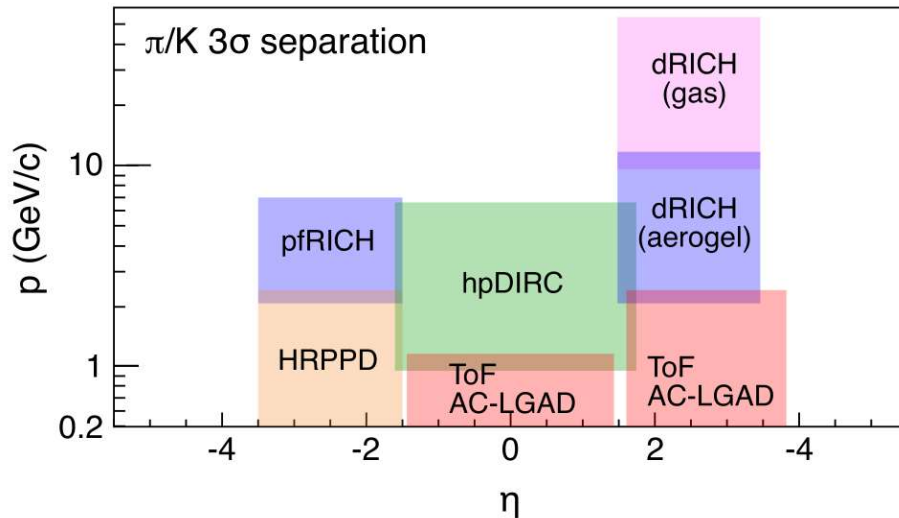 π/K 3σ separation
dRICH
(gas)
10
dRICH
(aerogel)
pfRICH
hpDIRC
p (GeV/c)
HRPPD
1
ToF
AC-LGAD
ToF
AC-LGAD
0.2
-4 -2 0 2 -4
η